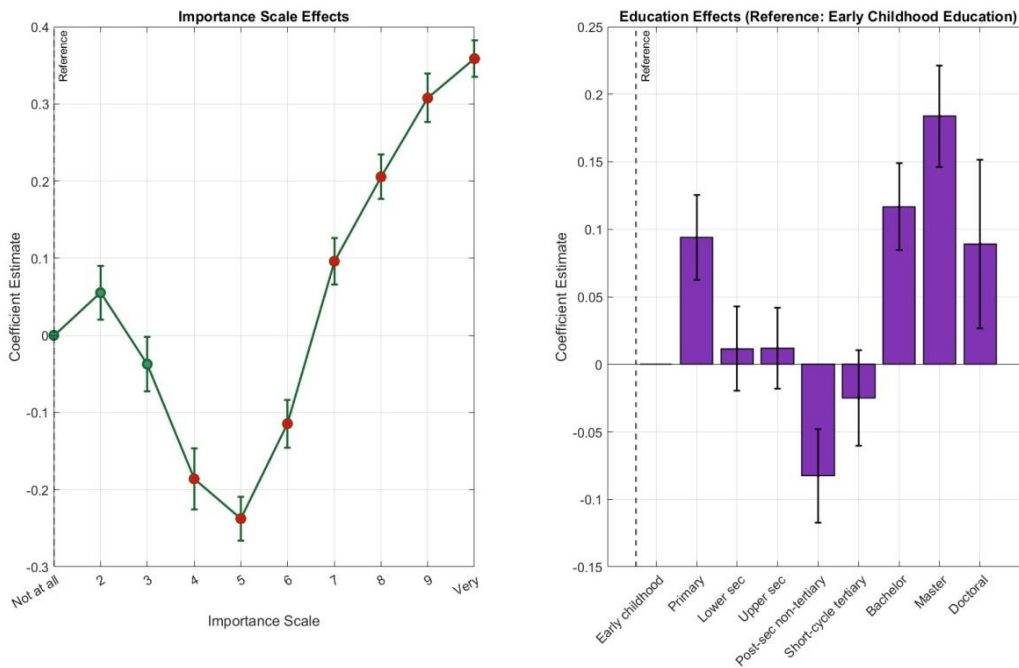 Importance Scale Effects
Coefficient Estimate
0.4
0.3
0.2
0.1
0
-0.1
-0.2
-0.3
Reference
Not at all
2
3
4
5
6
7
8
9
Very
Importance Scale
Education Effects (Reference: Early Childhood Education)
Coefficient Estimate
0.25
0.2
0.15
0.1
0.05
0
-0.05
-0.1
-0.15
Reference
Early childhood
Primary
Lower sec
Upper sec
Post-sec non-tertiary
Short-cycle tertiary
Bachelor
Master
Doctoral